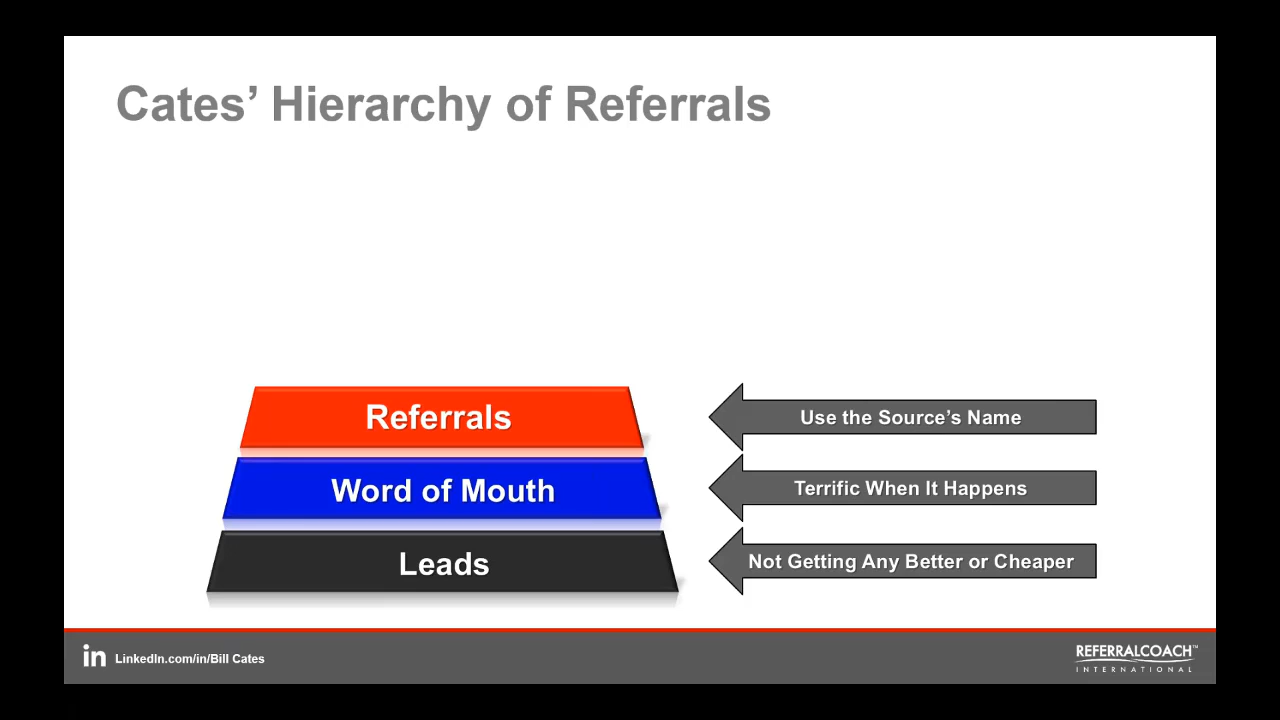 Cates’ Hierarchy of Referrals
Referrals
Use the Source’s Name
Word of Mouth
Terrific When It Happens
Leads
Not Getting Any Better or Cheaper
in LinkedIn.com/in/Bill Cates
REFERRALCOACH™
INTERNATIONAL